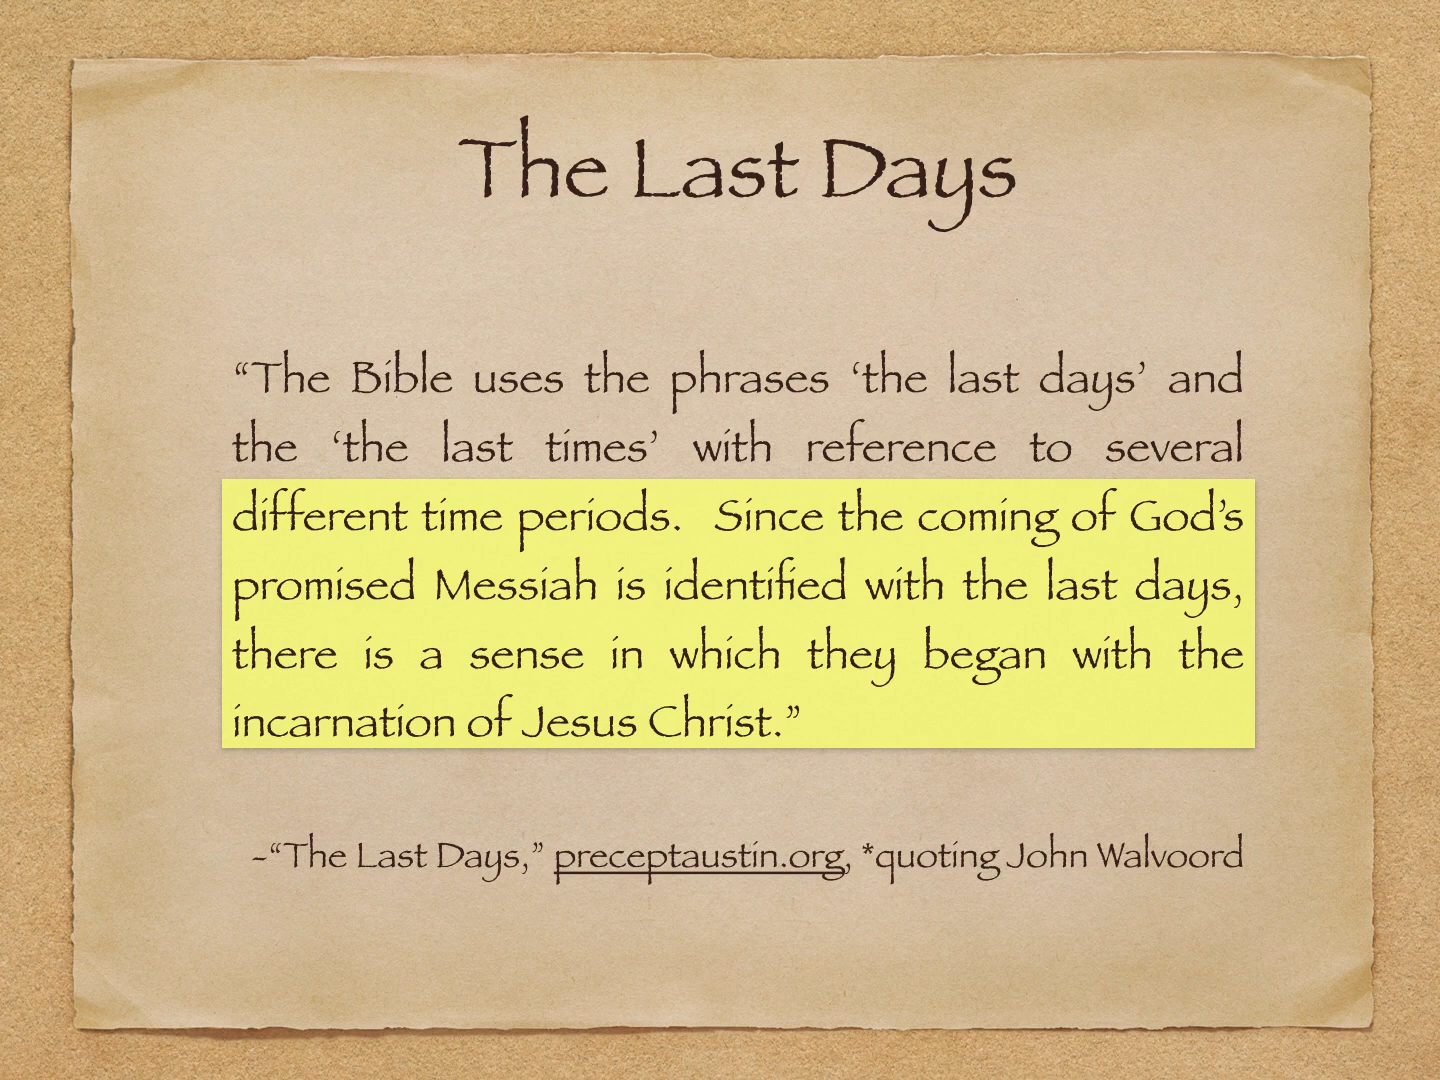 The Last Days
“The Bible uses the phrases ‘the last days’ and
the ‘the last times’ with reference to several
different time periods.  Since the coming of God’s
promised Messiah is identified with the last days,
there is a sense in which they began with the
incarnation of Jesus Christ.”
-“The Last Days,” preceptaustin.org, *quoting John Walvoord